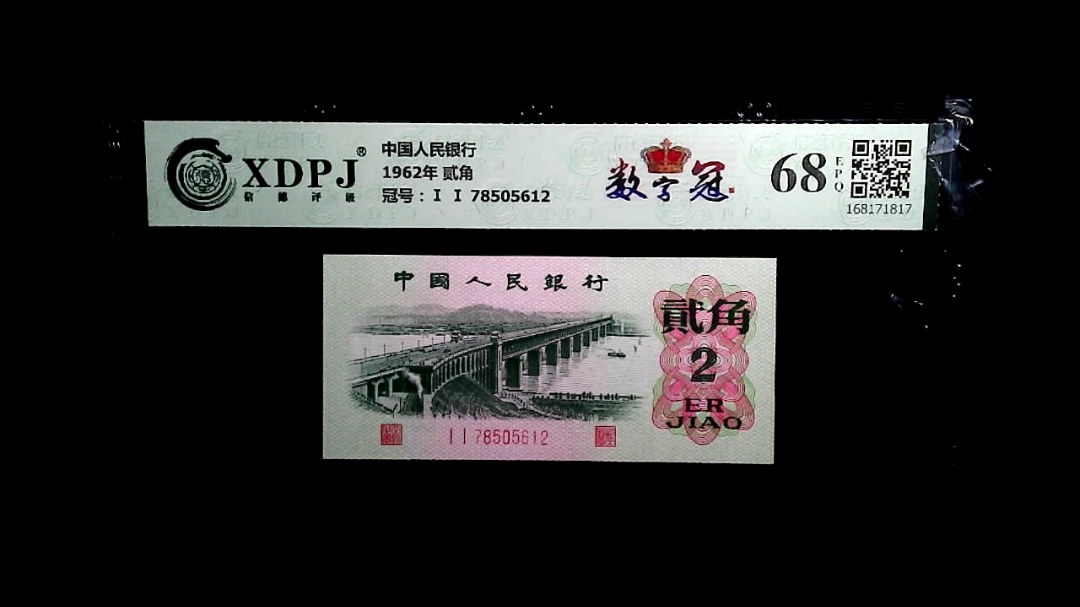 XDPJ®
信德评级
中国人民银行
1962年 贰角
冠号：I I 78505612
数字冠
68 EPQ
168171817
中國人民銀行
貳角
2
ER
JIAO
I I 78505612